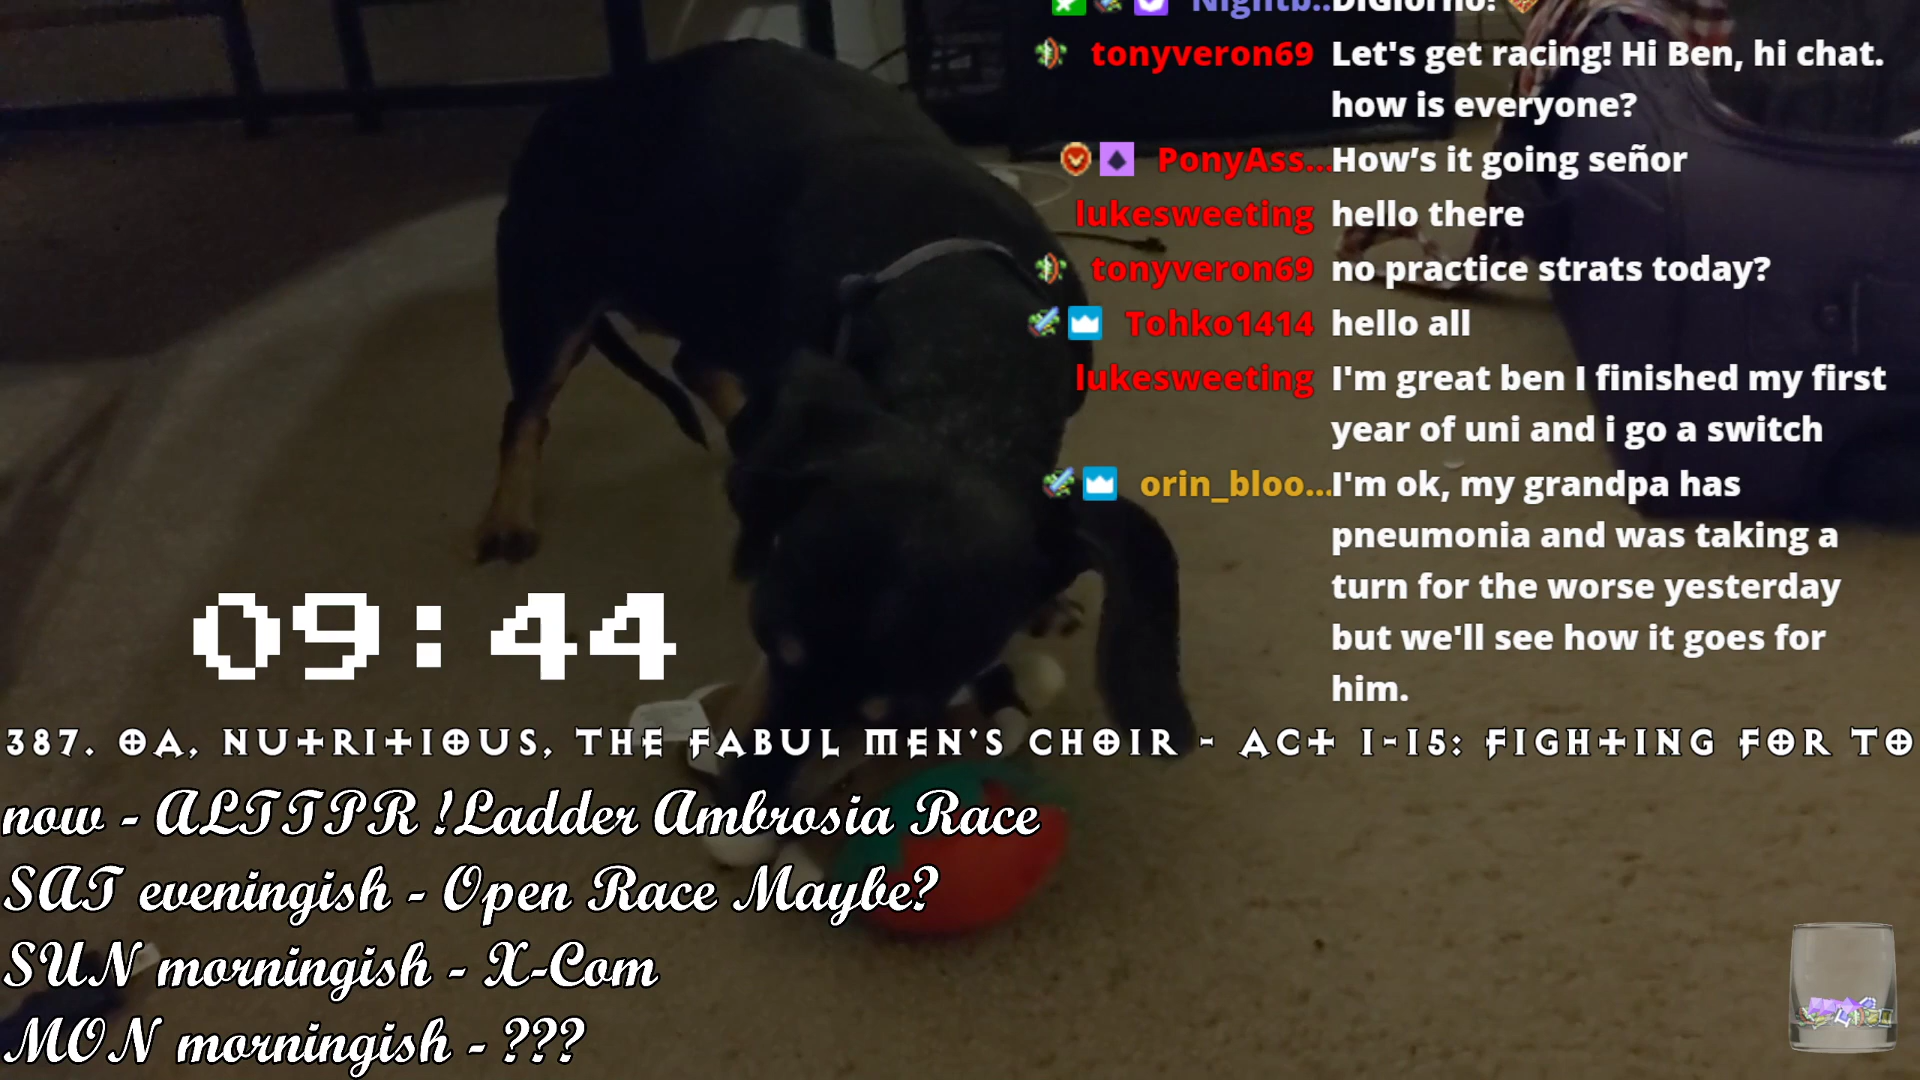 Nightb..DiGiorno!
tonyveron69 Let's get racing! Hi Ben, hi chat.
how is everyone?
PonyAss... How’s it going señor
lukesweeting hello there
tonyveron69 no practice strats today?
Tohko1414 hello all
lukesweeting I'm great ben I finished my first
year of uni and i go a switch
orin_bloo... I'm ok, my grandpa has
pneumonia and was taking a
turn for the worse yesterday
but we'll see how it goes for
him.
09:44
387. OA, NUTRITIOUS, THE FABUL MEN'S CHOIR - ACT I-15: FIGHTING FOR TO
now - ALTTPR !Ladder Ambrosia Race
SAT eveningish - Open Race Maybe?
SUN morningish - X-Com
MON morningish - ???